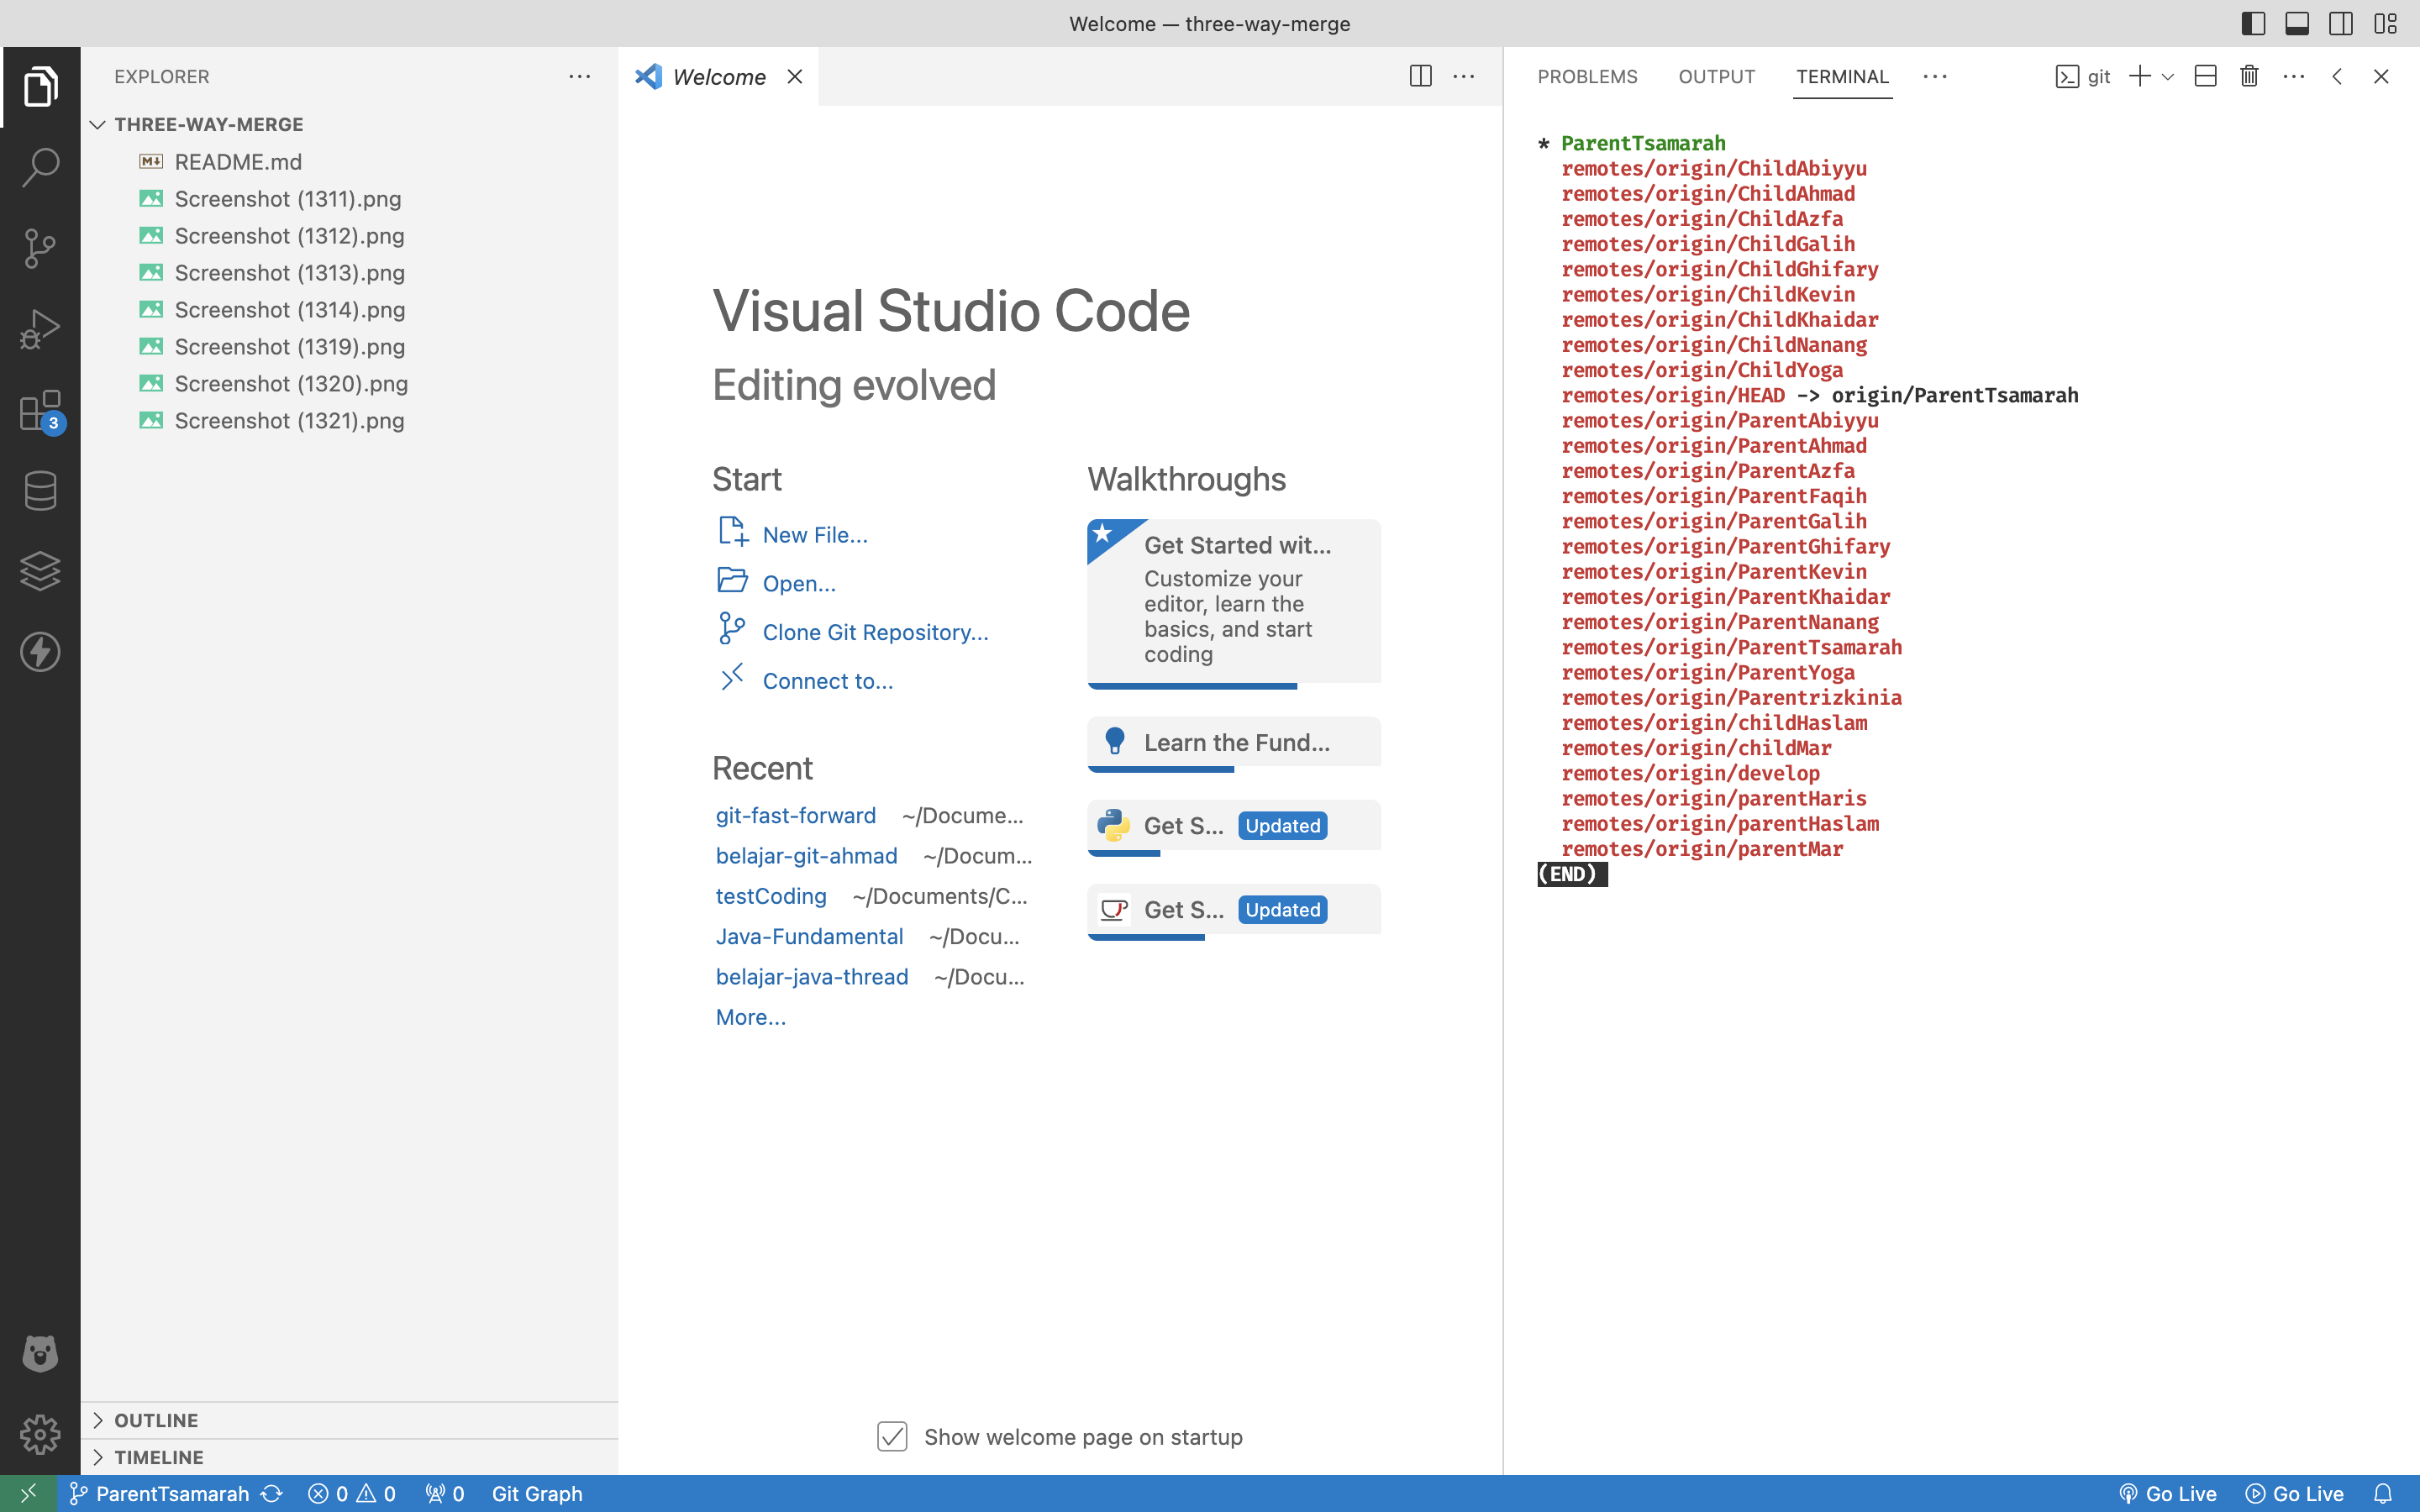 Welcome — three-way-merge
EXPLORER
THREE-WAY-MERGE
README.md
Screenshot (1311).png
Screenshot (1312).png
Screenshot (1313).png
Screenshot (1314).png
Screenshot (1319).png
Screenshot (1320).png
Screenshot (1321).png
OUTLINE
TIMELINE
3
Welcome
Visual Studio Code
Editing evolved
Start
New File...
Open...
Clone Git Repository...
Connect to...
Recent
git-fast-forward ~/Docume...
belajar-git-ahmad ~/Docum...
testCoding ~/Documents/C...
Java-Fundamental ~/Docu...
belajar-java-thread ~/Docu...
More...
Walkthroughs
Get Started wit...
Customize your
editor, learn the
basics, and start
coding
Learn the Fund...
Get S... Updated
Get S... Updated
Show welcome page on startup
PROBLEMS OUTPUT TERMINAL git
* ParentTsamarah
remotes/origin/ChildAbiyyu
remotes/origin/ChildAhmad
remotes/origin/ChildAzfa
remotes/origin/ChildGalih
remotes/origin/ChildGhifary
remotes/origin/ChildKevin
remotes/origin/ChildKhaidar
remotes/origin/ChildNanang
remotes/origin/ChildYoga
remotes/origin/HEAD -> origin/ParentTsamarah
remotes/origin/ParentAbiyyu
remotes/origin/ParentAhmad
remotes/origin/ParentAzfa
remotes/origin/ParentFaqih
remotes/origin/ParentGalih
remotes/origin/ParentGhifary
remotes/origin/ParentKevin
remotes/origin/ParentKhaidar
remotes/origin/ParentNanang
remotes/origin/ParentTsamarah
remotes/origin/ParentYoga
remotes/origin/Parentrizkinia
remotes/origin/childHaslam
remotes/origin/childMar
remotes/origin/develop
remotes/origin/parentHaris
remotes/origin/parentHaslam
remotes/origin/parentMar
(END)
ParentTsamarah 0 0 0 Git Graph Go Live Go Live